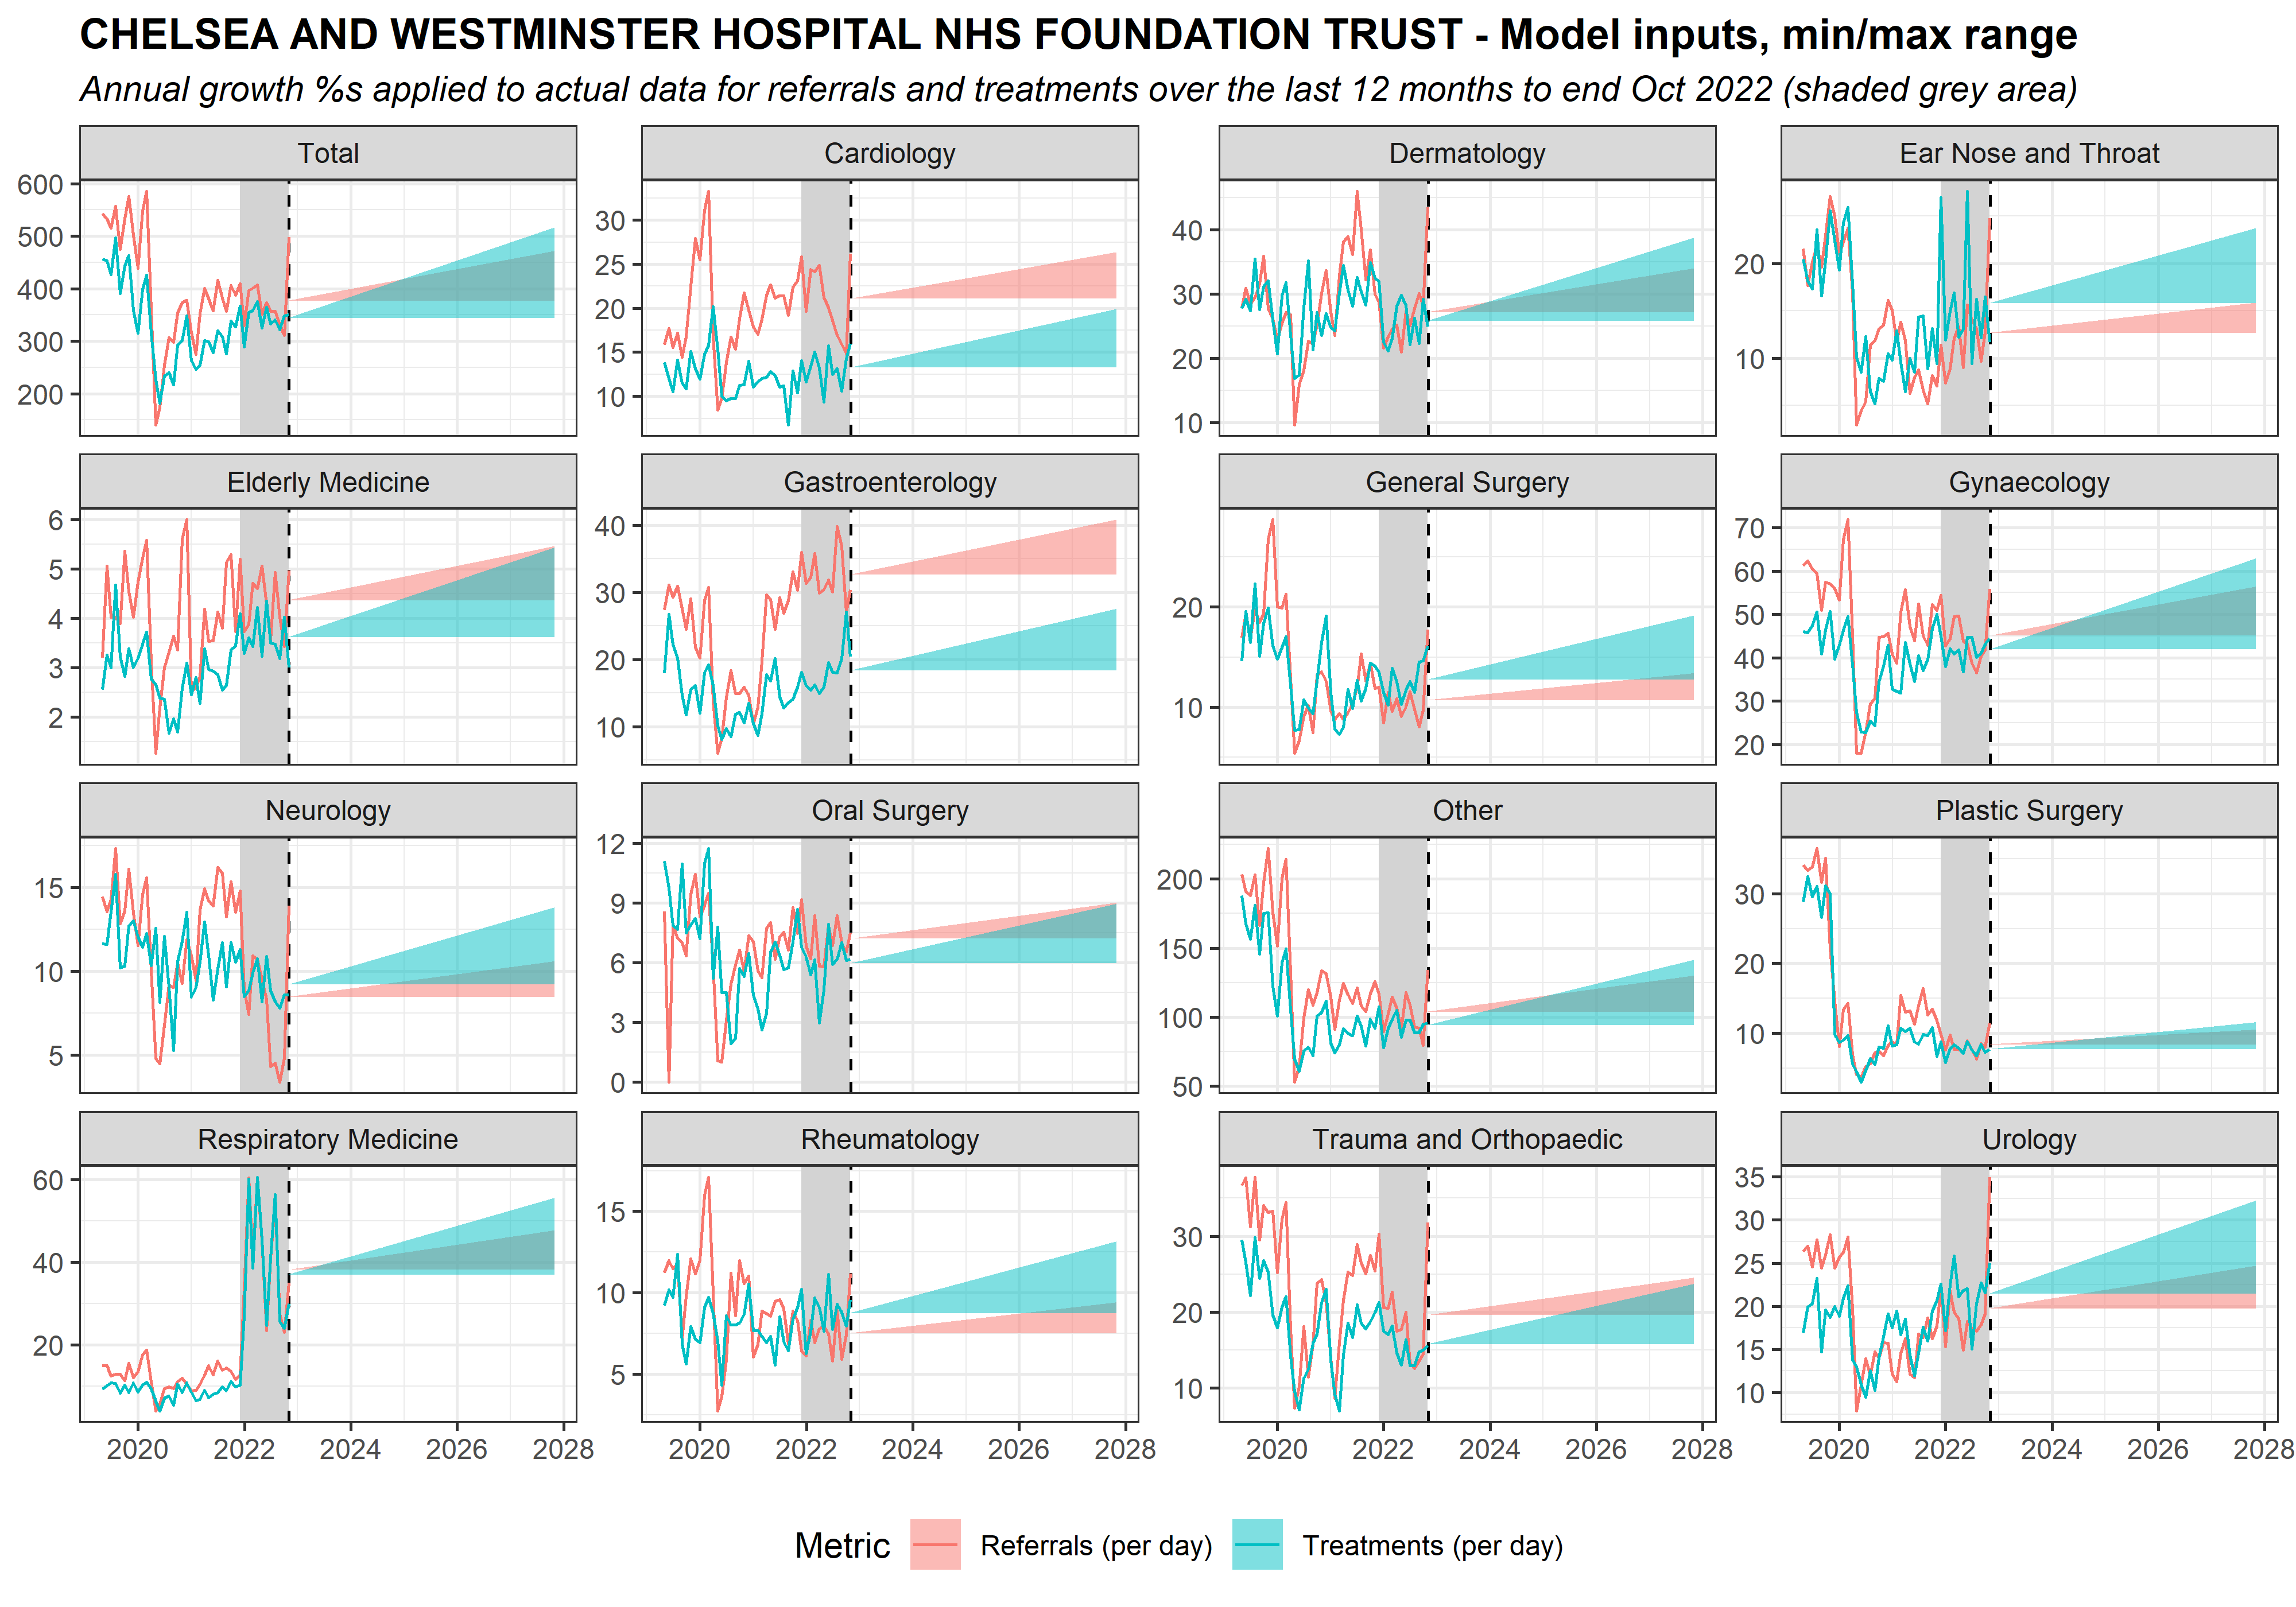 CHELSEA AND WESTMINSTER HOSPITAL NHS FOUNDATION TRUST - Model inputs, min/max range
Annual growth %s applied to actual data for referrals and treatments over the last 12 months to end Oct 2022 (shaded grey area)
Total
600
500
400
300
200
Cardiology
30
25
20
15
10
Dermatology
40
30
20
10
Ear Nose and Throat
20
10
Elderly Medicine
6
5
4
3
2
Gastroenterology
40
30
20
10
General Surgery
20
10
Gynaecology
70
60
50
40
30
20
Neurology
15
10
5
Oral Surgery
12
9
6
3
0
Other
200
150
100
50
Plastic Surgery
30
20
10
Respiratory Medicine
60
40
20
2020 2022 2024 2026 2028
Rheumatology
15
10
5
2020 2022 2024 2026 2028
Trauma and Orthopaedic
30
20
10
2020 2022 2024 2026 2028
Urology
35
30
25
20
15
10
2020 2022 2024 2026 2028
Metric Referrals (per day) Treatments (per day)